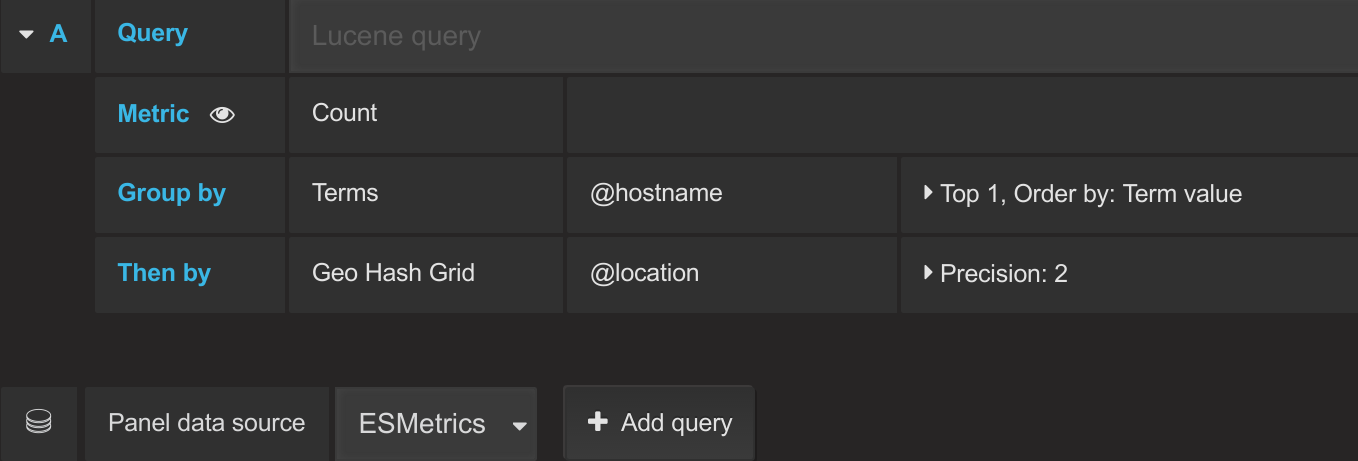 A Query Lucene query
Metric Count
Group by Terms @hostname Top 1, Order by: Term value
Then by Geo Hash Grid @location Precision: 2
Panel data source ESMetrics Add query